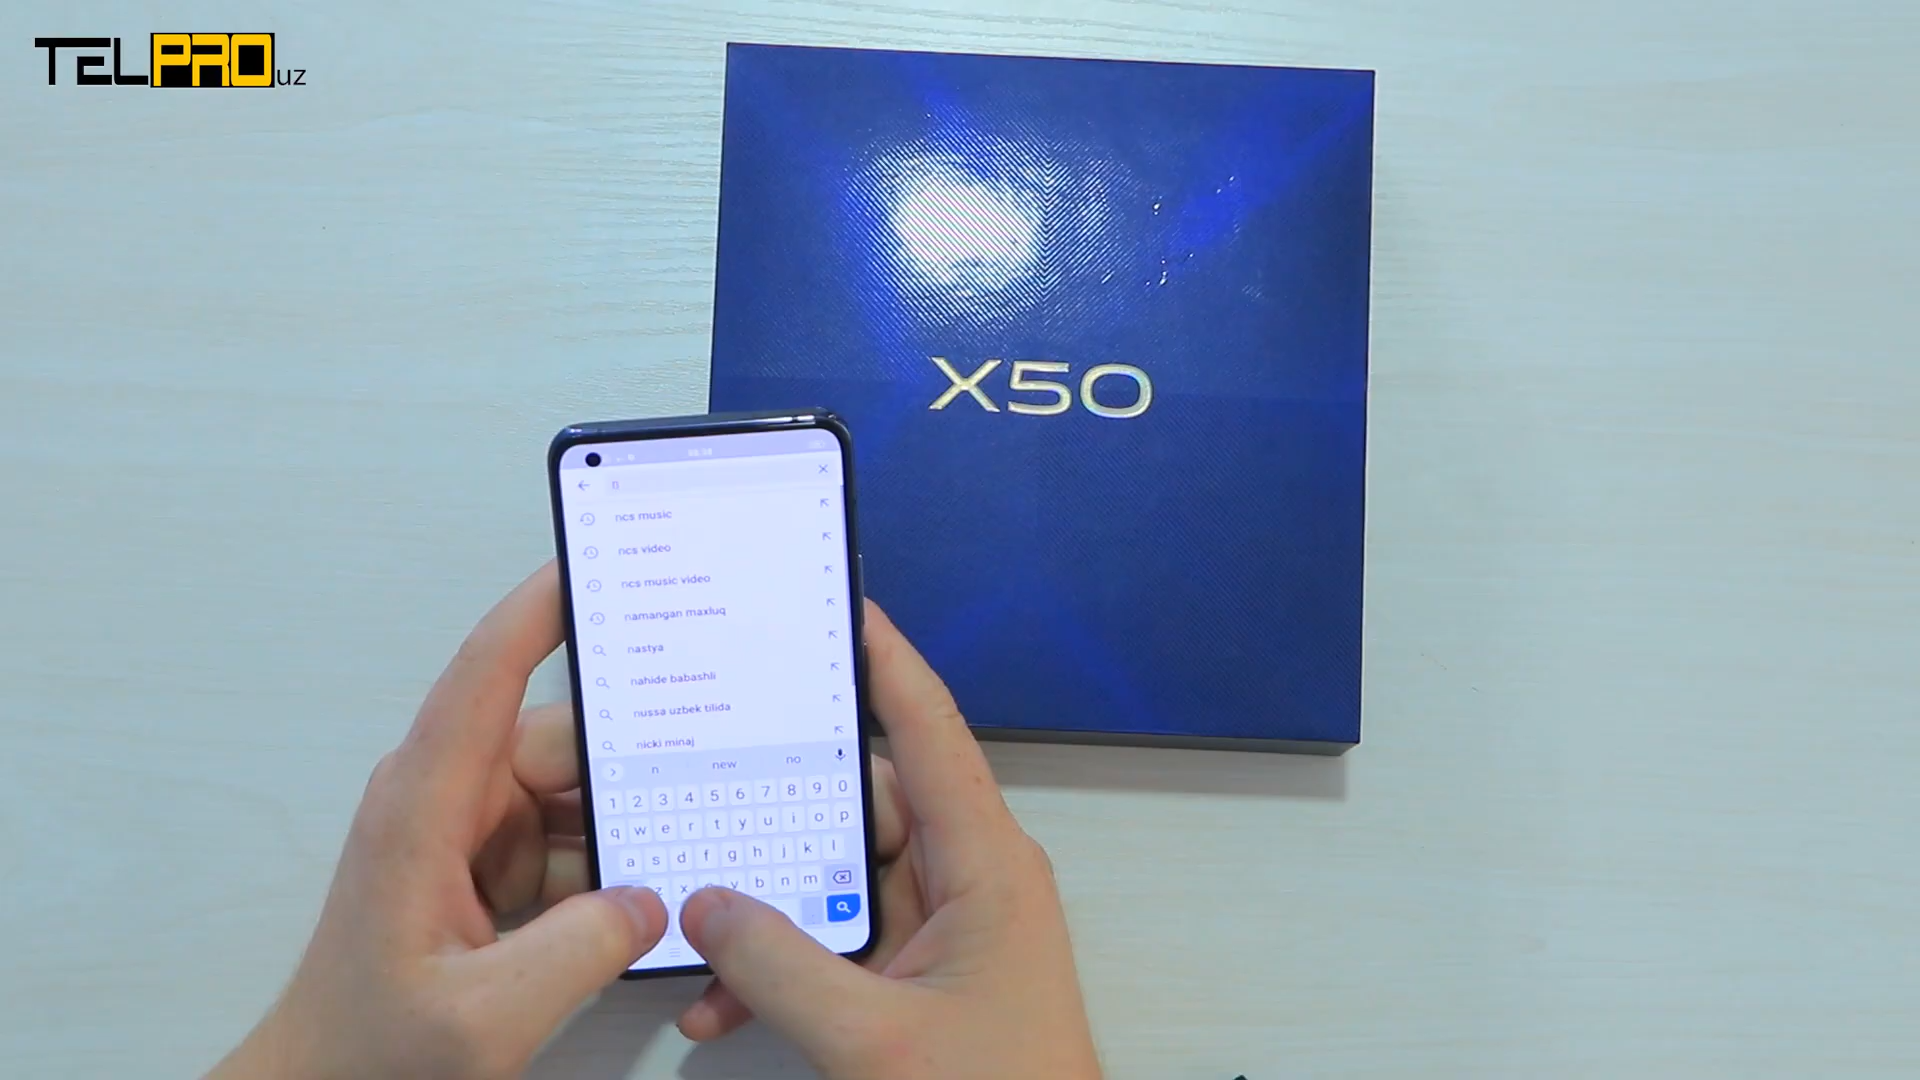 TELPRO.uz
X50
n
ncs music
ncs video
ncs music video
namangan maxluq
nastya
nahide babashli
nussa uzbek tilida
nicki minaj
n new no
1 2 3 4 5 6 7 8 9 0
q w e r t y u i o p
a s d f g h j k l
z x c v b n m